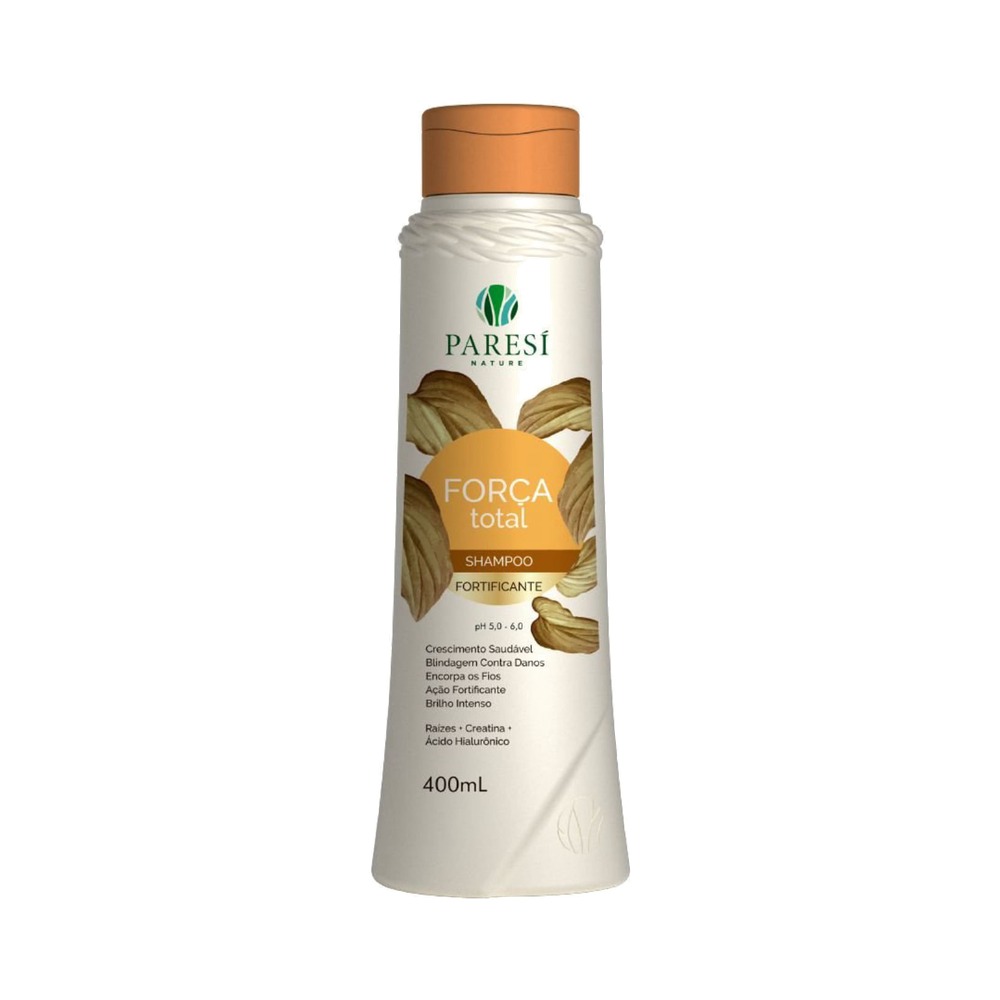 PARESÍ
NATURE
FORÇA
total
SHAMPOO
FORTIFICANTE
pH 5,0 - 6,0
Crescimento Saudável
Blindagem Contra Danos
Encorpa os Fios
Ação Fortificante
Brilho Intenso
Raízes + Creatina +
Ácido Hialurônico
400mL